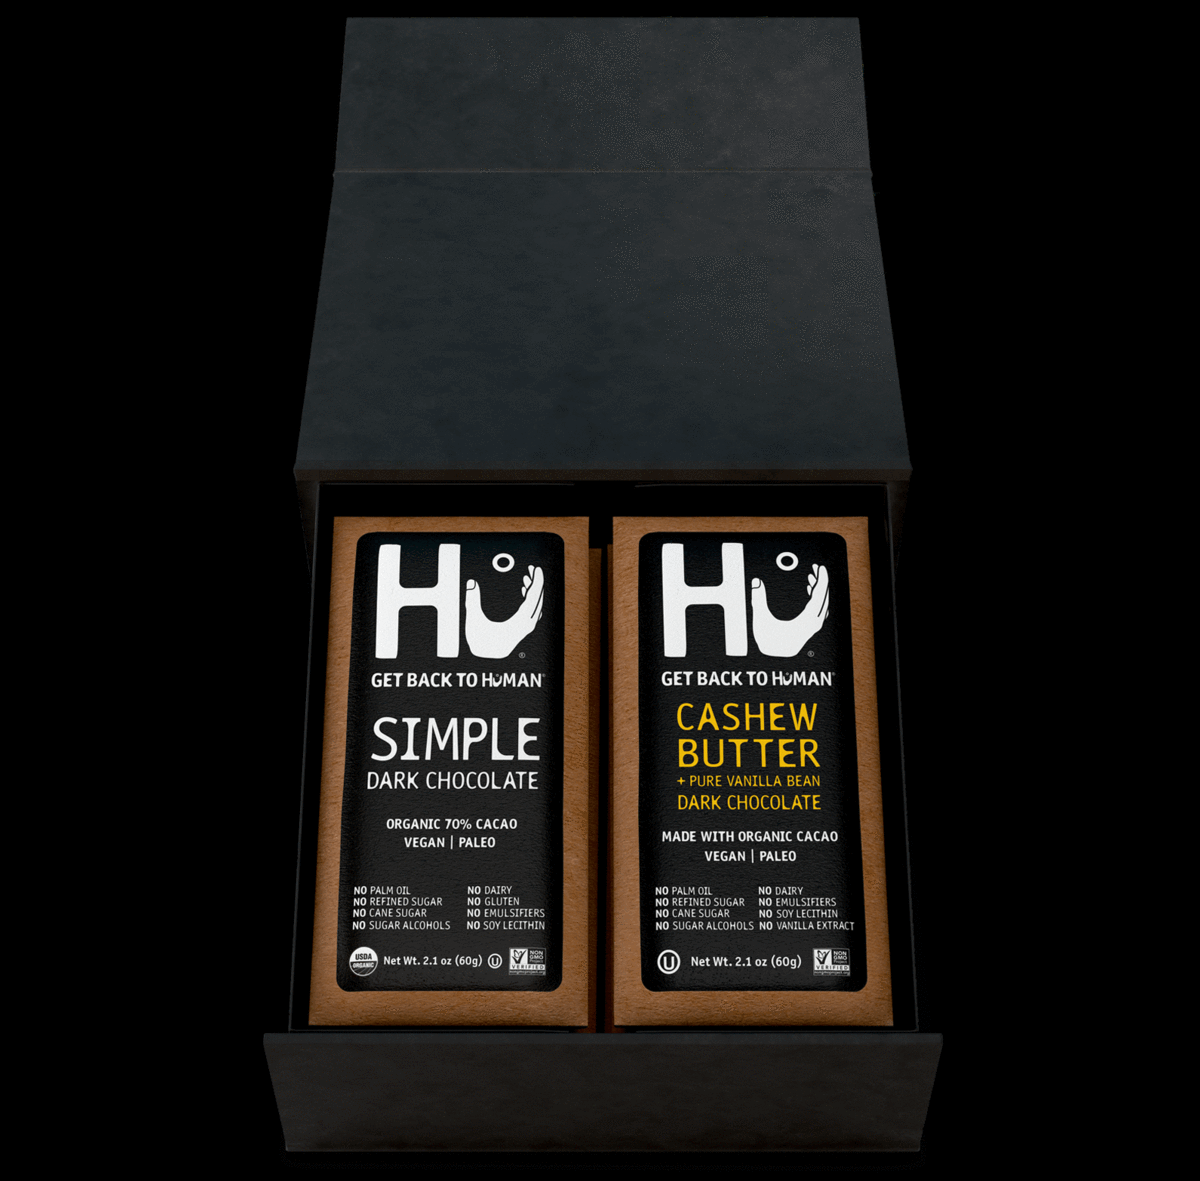 Hu
GET BACK TO HUMAN
SIMPLE
DARK CHOCOLATE
ORGANIC 70% CACAO
VEGAN | PALEO
NO PALM OIL
NO REFINED SUGAR
NO CANE SUGAR
NO SUGAR ALCOHOLS
NO DAIRY
NO GLUTEN
NO EMULSIFIERS
NO SOY LECITHIN
USDA
ORGANIC
Net Wt. 2.1 oz (60g)
U
NON
GMO
Project
VERIFIED
Hu
GET BACK TO HUMAN
CASHEW
BUTTER
+ PURE VANILLA BEAN
DARK CHOCOLATE
MADE WITH ORGANIC CACAO
VEGAN | PALEO
NO PALM OIL
NO REFINED SUGAR
NO CANE SUGAR
NO SUGAR ALCOHOLS
NO DAIRY
NO EMULSIFIERS
NO SOY LECITHIN
NO VANILLA EXTRACT
U
Net Wt. 2.1 oz (60g)
NON
GMO
Project
VERIFIED